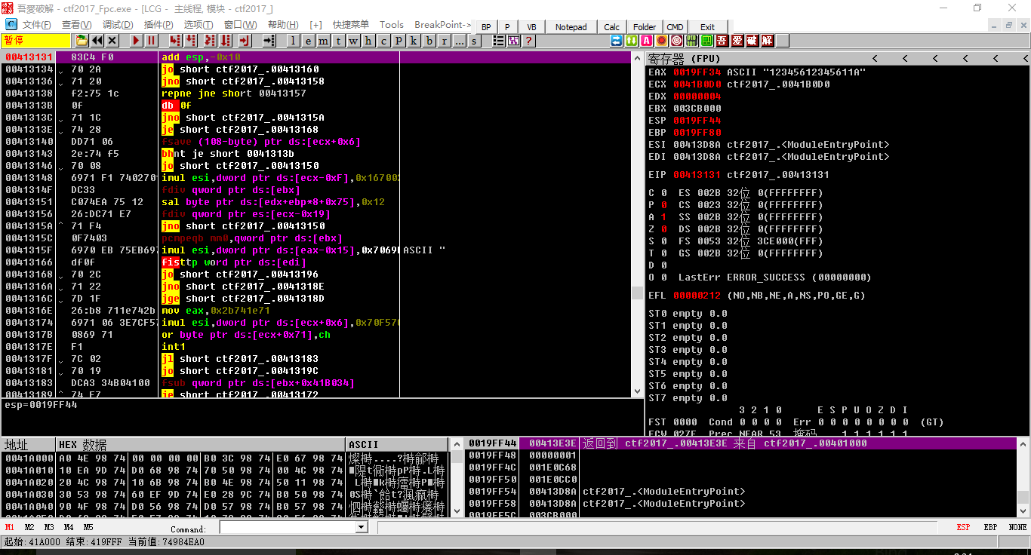 吾爱破解 - ctf2017_Fpc.exe - [LCG - 主线程, 模块 - ctf2017_]
文件(F) 查看(V) 调试(D) 插件(P) 选项(T) 窗口(W) 帮助(H) [+] 快捷菜单 Tools BreakPoint-> BP P VB Notepad Calc Folder CMD Exit
暂停 l e m t w h c P k b r ... s ? 吾 爱 破 解
00413131 83C4 F0 add esp,-0x10
00413134 70 2A jo short ctf2017_.00413160
00413136 71 20 jno short ctf2017_.00413158
00413138 F2:75 1c repne jne short 00413157
0041313B 0F db 0F
0041313C 71 1C jno short ctf2017_.0041315A
0041313E 74 28 je short ctf2017_.00413168
00413140 DD71 06 fsave (108-byte) ptr ds:[ecx+0x6]
00413143 2e:74 f5 bhnt je short 0041313b
00413146 70 08 jo short ctf2017_.00413150
00413148 6971 F1 7402701 imul esi,dword ptr ds:[ecx-0xF],0x16700
0041314F DC33 fdiv qword ptr ds:[ebx]
00413151 C074EA 75 12 sal byte ptr ds:[edx+ebp*8+0x75],0x12
00413156 26:DC71 E7 fdiv qword ptr es:[ecx-0x19]
0041315A 71 F4 jno short ctf2017_.00413150
0041315C 0F7403 pcmpeqb mm0,qword ptr ds:[ebx]
0041315F 6970 EB 75EB69 imul esi,dword ptr ds:[eax-0x15],0x7069 ASCII "
00413166 dF0F fisttp word ptr ds:[edi]
00413168 70 2C jo short ctf2017_.00413196
0041316A 71 22 jno short ctf2017_.0041318E
0041316C 7D 1F jge short ctf2017_.0041318D
0041316E 26:b8 711e742b mov eax,0x2b741e71
00413174 6971 06 3E7CF57 imul esi,dword ptr ds:[ecx+0x6],0x70F57
0041317B 0869 71 or byte ptr ds:[ecx+0x71],ch
0041317E F1 int1
0041317F 7C 02 jl short ctf2017_.00413183
00413181 70 19 jo short ctf2017_.0041319C
00413183 DCA3 34B04100 fsub qword ptr ds:[ebx+0x41B034]
00413189 74 E7 je short ctf2017_.00413172
esp=0019FF44
寄存器 (FPU) < < < < < <
EAX 0019FF34 ASCII "12345612345611A"
ECX 0041B0D0 ctf2017_.0041B0D0
EDX 00000004
EBX 003CB000
ESP 0019FF44
EBP 0019FF80
ESI 00413D8A ctf2017_.<ModuleEntryPoint>
EDI 00413D8A ctf2017_.<ModuleEntryPoint>
EIP 00413131 ctf2017_.00413131
C 0 ES 002B 32位 0(FFFFFFFF)
P 0 CS 0023 32位 0(FFFFFFFF)
A 1 SS 002B 32位 0(FFFFFFFF)
Z 0 DS 002B 32位 0(FFFFFFFF)
S 0 FS 0053 32位 3CE000(FFF)
T 0 GS 002B 32位 0(FFFFFFFF)
D 0
O 0 LastErr ERROR_SUCCESS (00000000)
EFL 00000212 (NO,NB,NE,A,NS,PO,GE,G)
ST0 empty 0.0
ST1 empty 0.0
ST2 empty 0.0
ST3 empty 0.0
ST4 empty 0.0
ST5 empty 0.0
ST6 empty 0.0
ST7 empty 0.0
3 2 1 0 E S P U O Z D I
FST 0000 Cond 0 0 0 0 Err 0 0 0 0 0 0 0 0 (GT)
FCW 027F Prec NEAR,53 掩码 1 1 1 1 1 1
地址 HEX 数据 ASCII
0041A000 A0 4E 98 74 00 00 00 00 B0 3C 98 74 E0 67 98 74
0041A010 10 EA 9D 74 D0 68 98 74 70 50 98 74 00 4C 98 74
0041A020 20 4C 98 74 10 6B 98 74 B0 4E 98 74 50 11 98 74
0041A030 30 53 98 74 60 EF 9D 74 E0 28 9C 74 B0 50 98 74
0041A040 90 4F 98 74 D0 56 98 74 D0 57 98 74 B0 57 98 74
0019FF44 00413E3E 返回到 ctf2017_.00413E3E 来自 ctf2017_.00401000
0019FF48 00000001
0019FF4C 001E0C68
0019FF50 001E0CC0
0019FF54 00413D8A ctf2017_.<ModuleEntryPoint>
0019FF58 00413D8A ctf2017_.<ModuleEntryPoint>
0019FF5C 003CB000
M1 M2 M3 M4 M5 Command: ESP EBP NONE
起始: 41A000 结束: 419FFF 当前值: 74984EA0